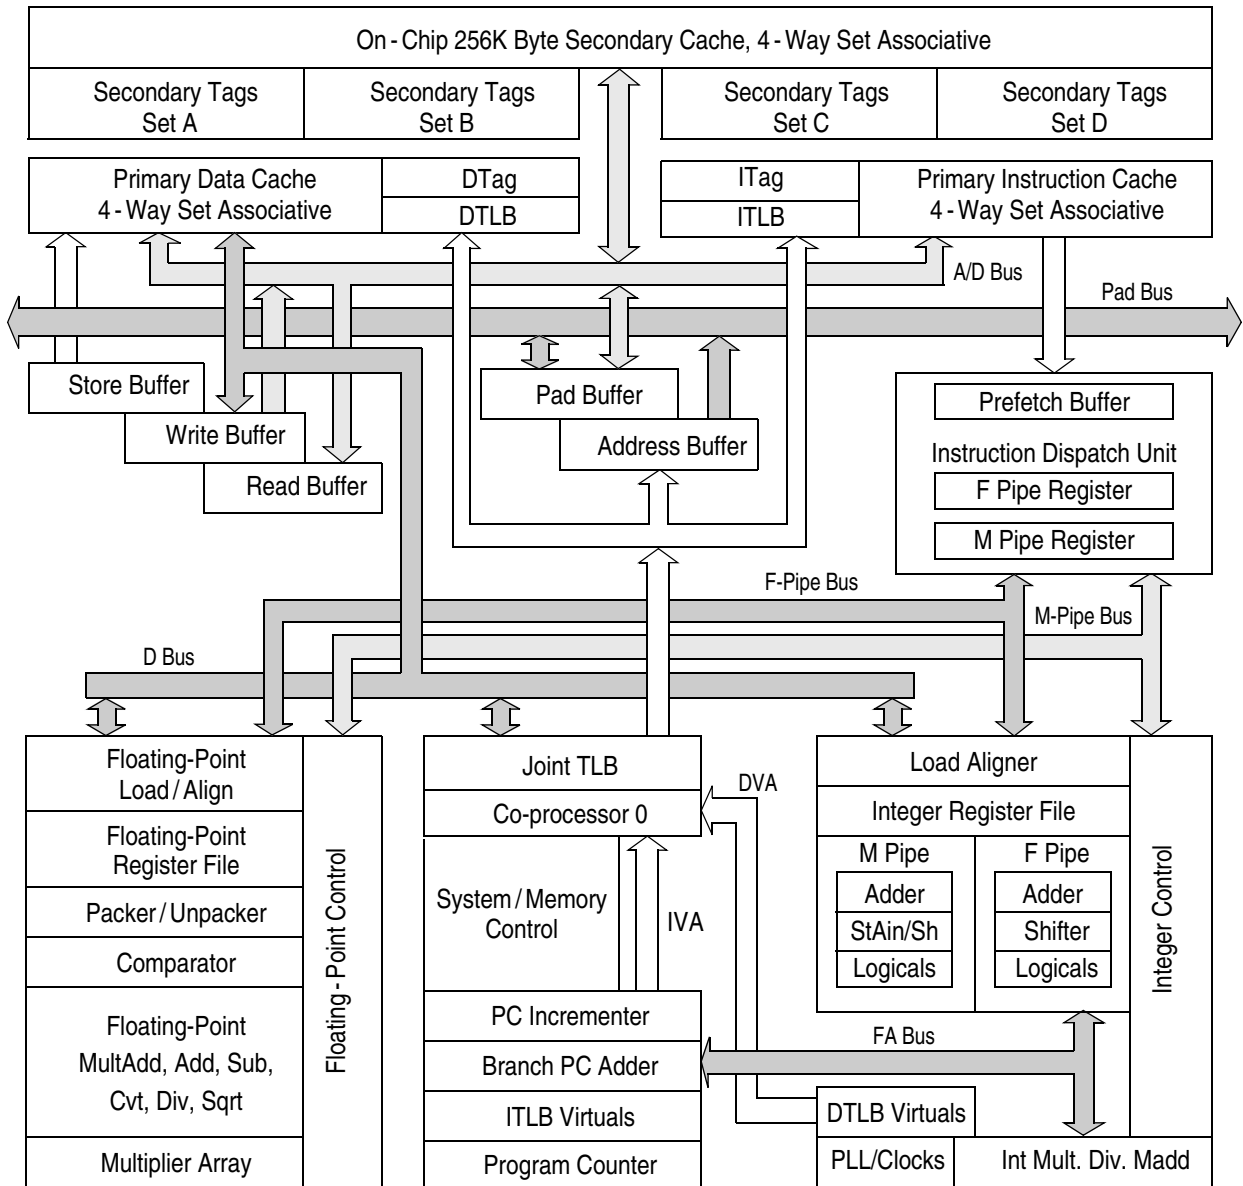 On-Chip 256K Byte Secondary Cache, 4-Way Set Associative
Secondary Tags
Set A
Secondary Tags
Set B
Secondary Tags
Set C
Secondary Tags
Set D
Primary Data Cache
4-Way Set Associative
DTag
DTLB
ITag
ITLB
Primary Instruction Cache
4-Way Set Associative
A/D Bus
Pad Bus
Store Buffer
Write Buffer
Read Buffer
Pad Buffer
Address Buffer
Prefetch Buffer
Instruction Dispatch Unit
F Pipe Register
M Pipe Register
F-Pipe Bus
M-Pipe Bus
D Bus
Floating-Point
Load/Align
Floating-Point
Register File
Packer/Unpacker
Comparator
Floating-Point
MultAdd, Add, Sub,
Cvt, Div, Sqrt
Multiplier Array
Floating-Point Control
Joint TLB
Co-processor 0
System/Memory
Control
DVA
IVA
PC Incrementer
Branch PC Adder
ITLB Virtuals
Program Counter
Load Aligner
Integer Register File
M Pipe
Adder
StAin/Sh
Logicals
F Pipe
Adder
Shifter
Logicals
Integer Control
FA Bus
DTLB Virtuals
PLL/Clocks
Int Mult. Div. Madd